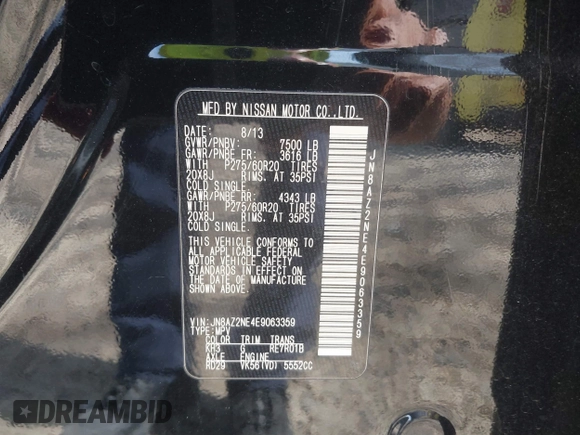 MFD BY NISSAN MOTOR CO.,LTD.
DATE: 8/13
GVWR/PNBV: 7500 LB
GAWR/PNBE FR: 3616 LB
WITH P275/60R20 TIRES
20X8J RIMS. AT 35PSI
COLD SINGLE.
GAWR/PNBE RR: 4343 LB
WITH P275/60R20 TIRES
20X8J RIMS. AT 35PSI
COLD SINGLE.
THIS VEHICLE CONFORMS TO
ALL APPLICABLE FEDERAL
MOTOR VEHICLE SAFETY
STANDARDS IN EFFECT ON
THE DATE OF MANUFACTURE
SHOWN ABOVE.
VIN: JN8AZ2NE4E9063359
TYPE: MPV
COLOR TRIM TRANS
KH3 G RE7R01B
AXLE ENGINE
RD29 VK56(VD) 5552CC
JN8AZ2NE4E9063359
DREAMBID